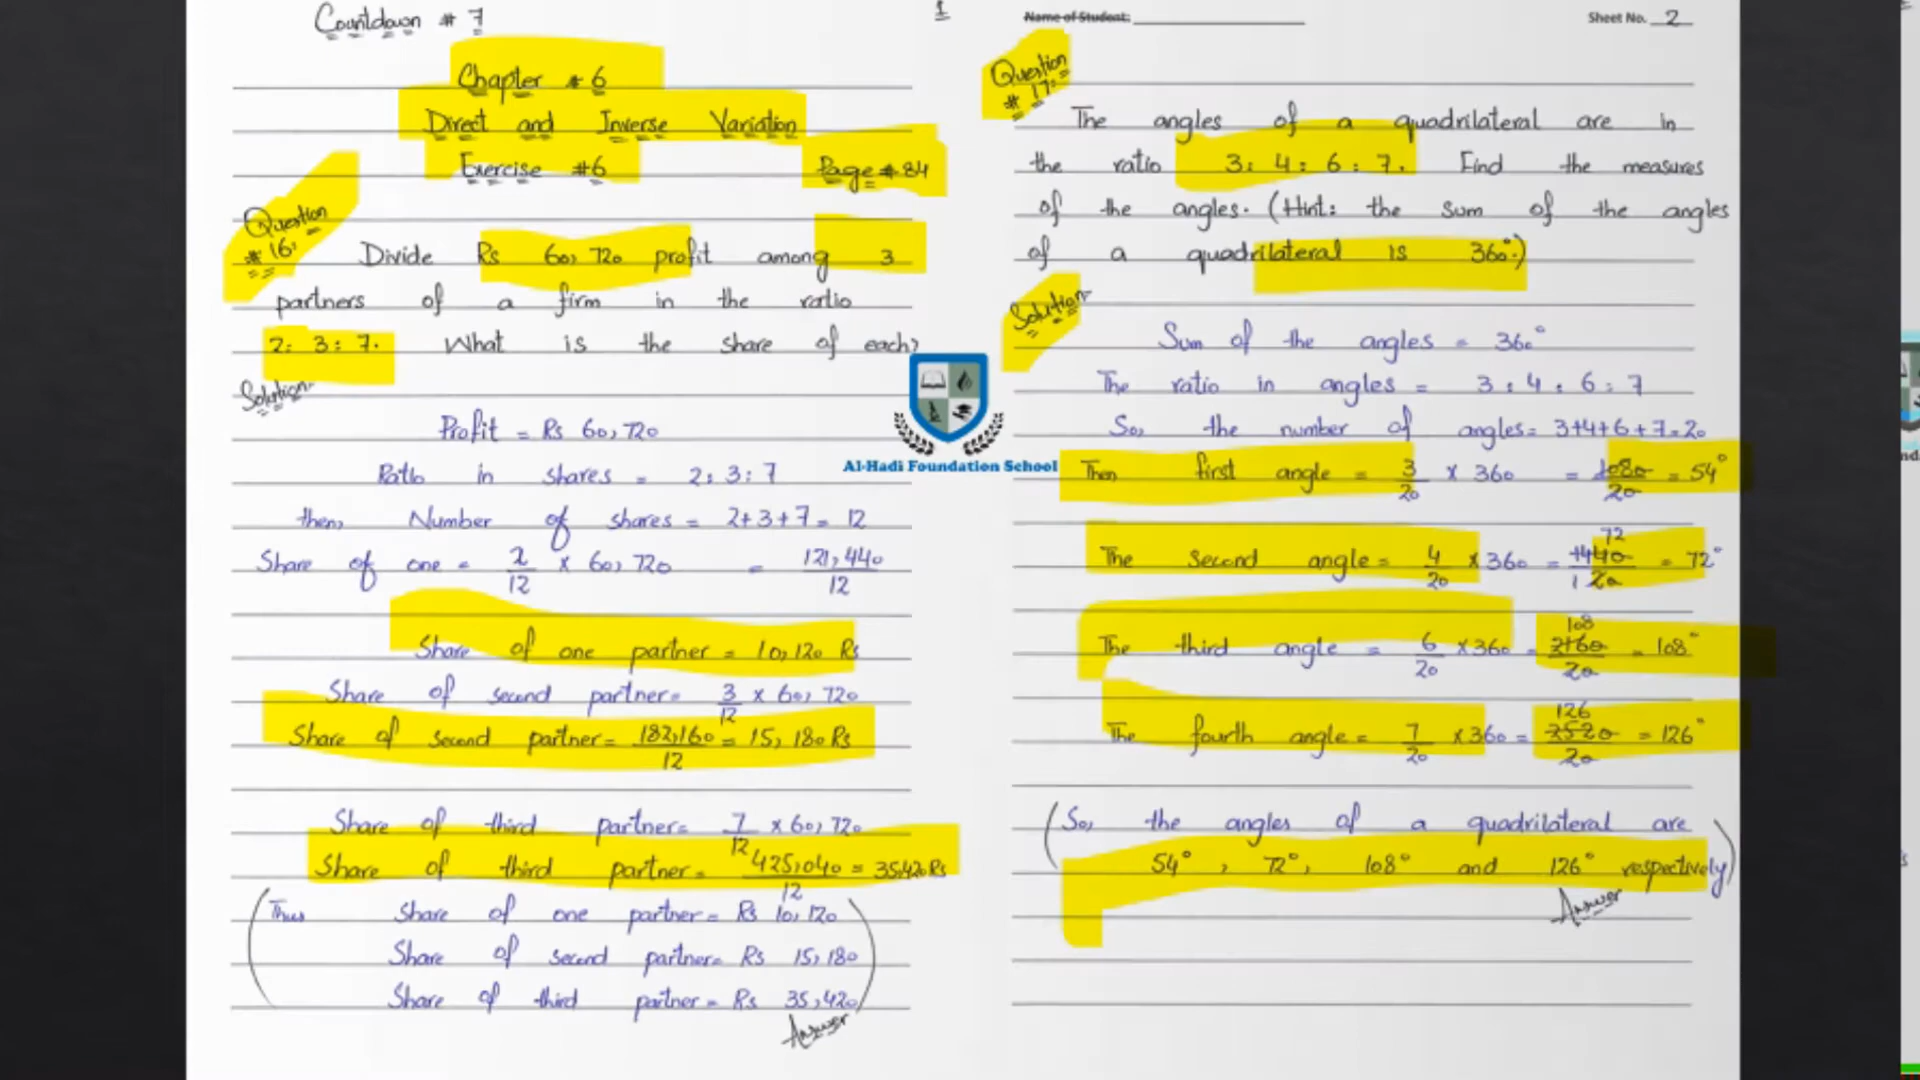 Countdown # 7
1
Chapter # 6
Direct and Inverse Variation
Exercise #6
Page # 84
Question # 16:
Divide Rs 60,720 profit among 3
partners of a firm in the ratio
2:3:7. What is the share of each?
Solution:-
Profit = Rs 60,720
Ratio in shares = 2:3:7
then, Number of shares = 2+3+7 = 12
Share of one = 2/12 x 60,720 = 121,440/12
Share of one partner = 10,120 Rs
Share of second partner = 3/12 x 60,720
Share of second partner = 182,160/12 = 15,180 Rs
Share of third partner = 7/12 x 60,720
Share of third partner = 425,040/12 = 35,420 Rs
(Thus Share of one partner = Rs 10,120
Share of second partner = Rs 15,180
Share of third partner = Rs 35,420)
Answer
Al-Hadi Foundation School
Name of Student:
Sheet No. 2
Question # 17:
The angles of a quadrilateral are in
the ratio 3:4:6:7. Find the measures
of the angles. (Hint: the sum of the angles
of a quadrilateral is 360°.)
Solution:-
Sum of the angles = 360°
The ratio in angles = 3:4:6:7
So, the number of angles = 3+4+6+7=20
Then first angle = 3/20 x 360 = 1080/20 = 54°
72
The second angle = 4/20 x 360 = 1440/20 = 72°
1
108
The third angle = 6/20 x 360 = 2160/20 = 108°
126
The fourth angle = 7/20 x 360 = 2520/20 = 126°
(So, the angles of a quadrilateral are
54°, 72°, 108° and 126° respectively)
Answer